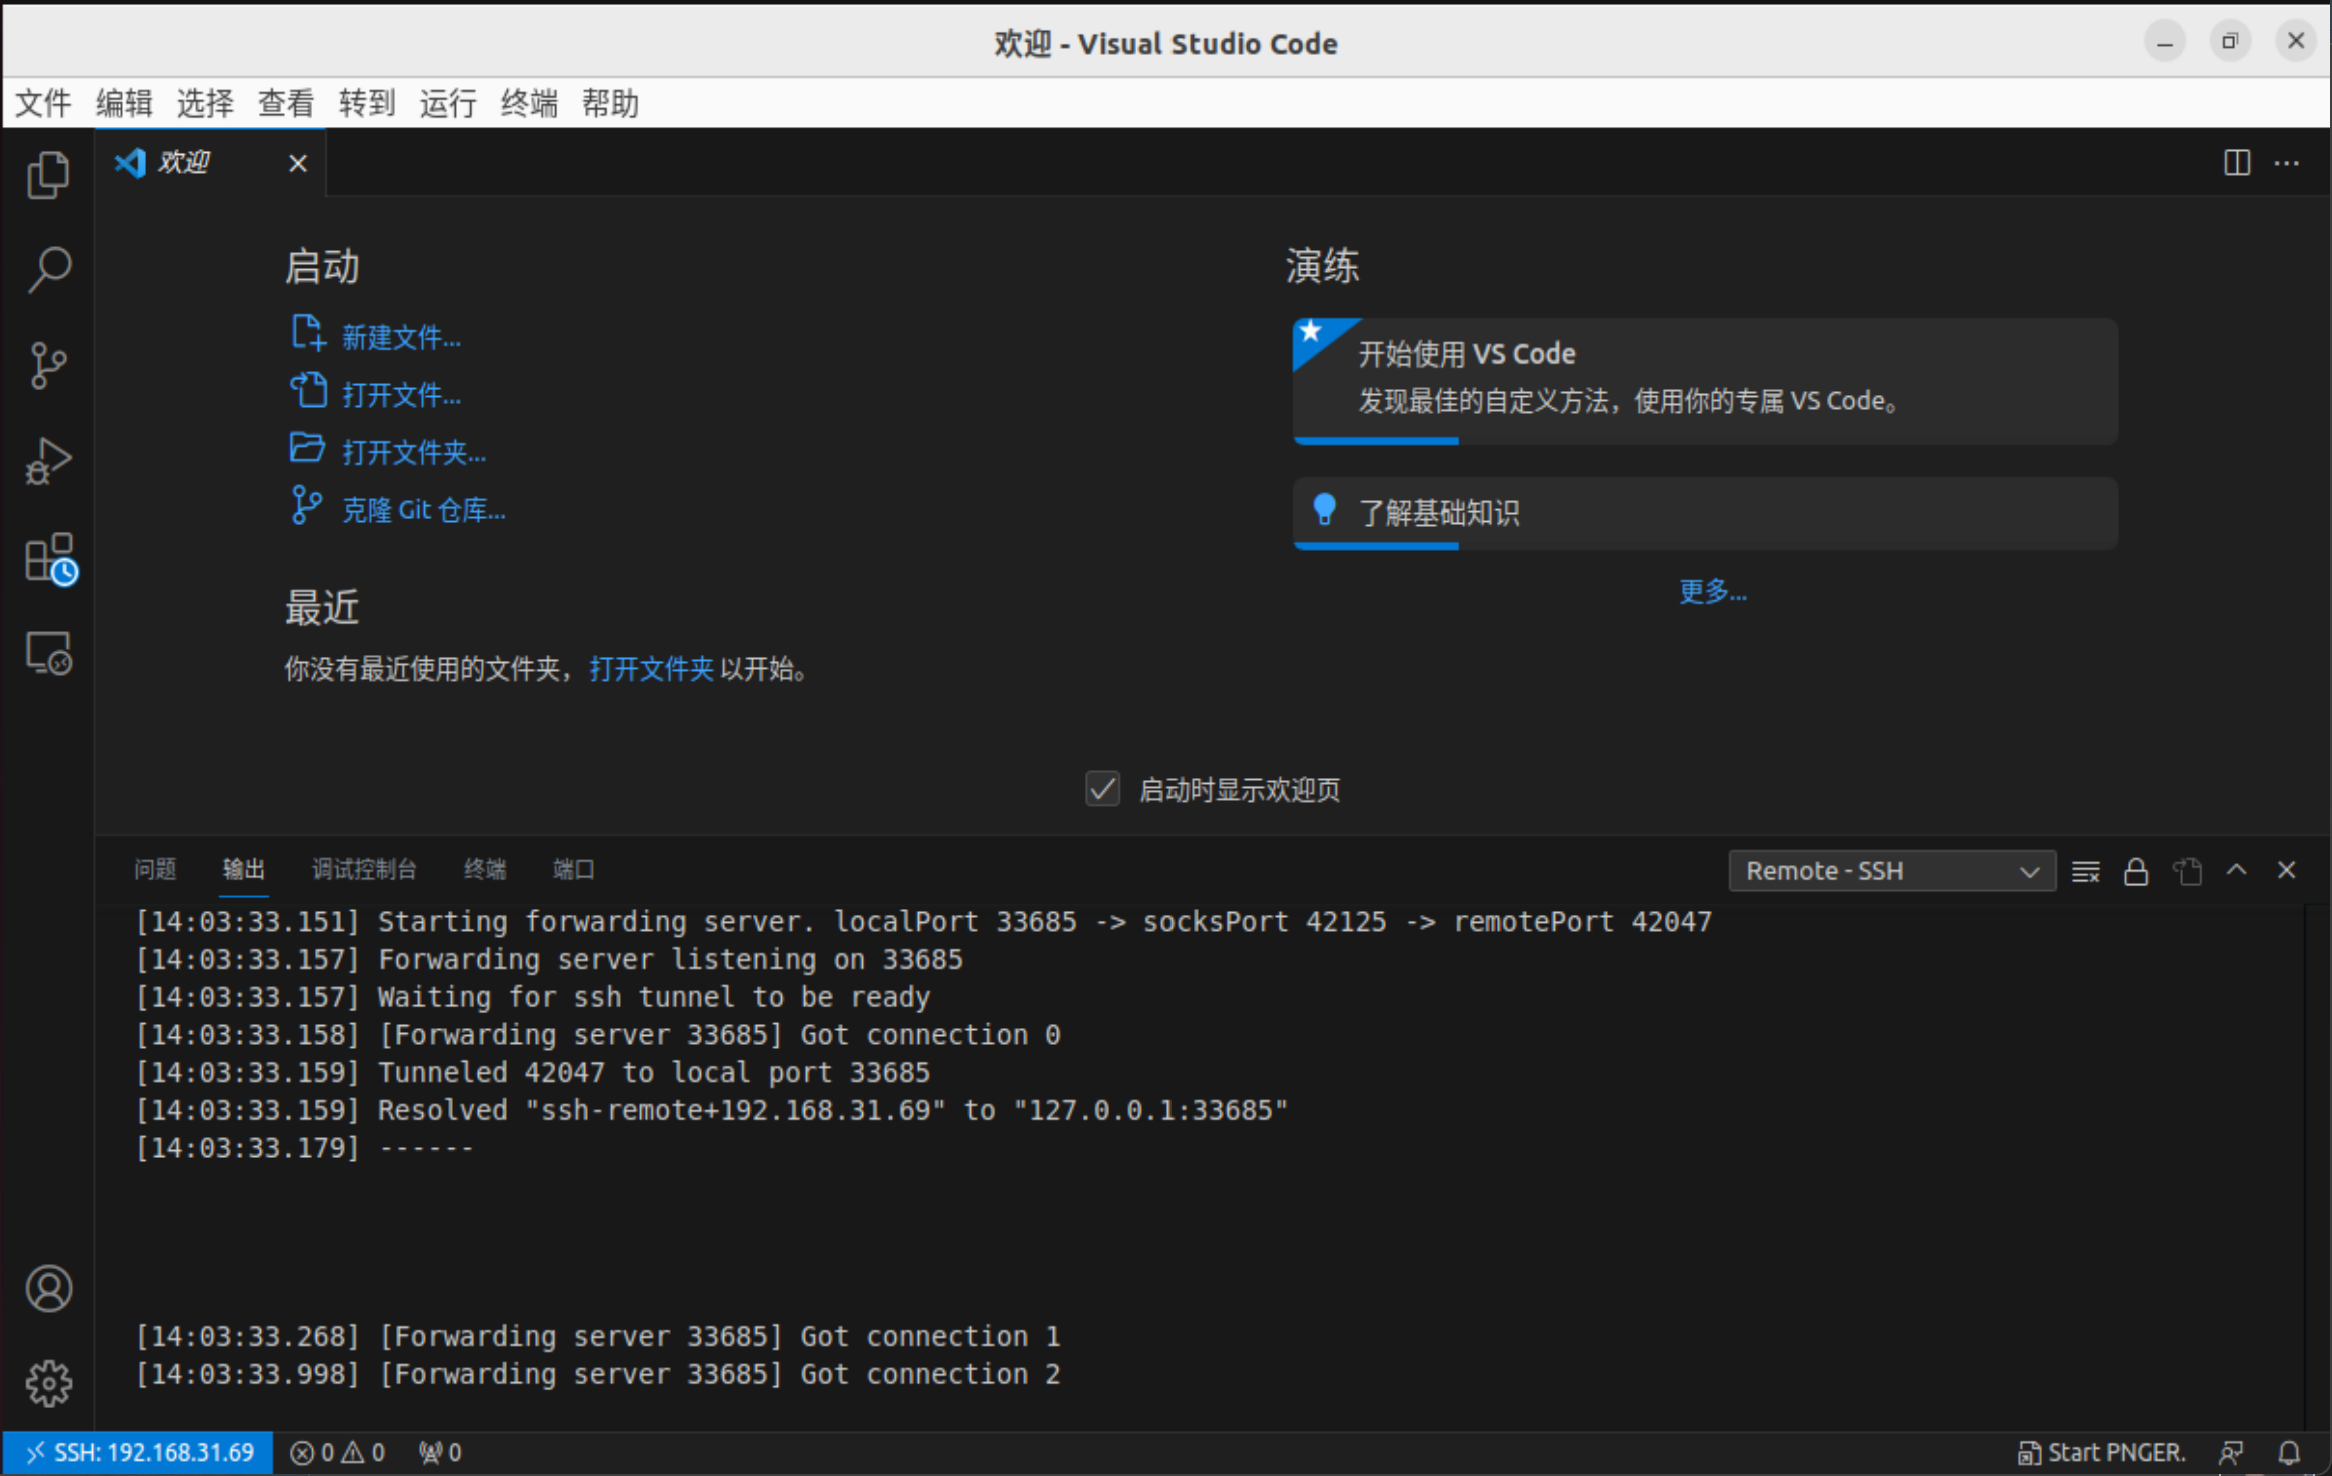 欢迎 - Visual Studio Code
文件 编辑 选择 查看 转到 运行 终端 帮助
欢迎
启动
新建文件...
打开文件...
打开文件夹...
克隆 Git 仓库...
最近
你没有最近使用的文件夹，打开文件夹 以开始。
演练
开始使用 VS Code
发现最佳的自定义方法，使用你的专属 VS Code。
了解基础知识
更多...
启动时显示欢迎页
问题 输出 调试控制台 终端 端口 Remote - SSH
[14:03:33.151] Starting forwarding server. localPort 33685 -> socksPort 42125 -> remotePort 42047
[14:03:33.157] Forwarding server listening on 33685
[14:03:33.157] Waiting for ssh tunnel to be ready
[14:03:33.158] [Forwarding server 33685] Got connection 0
[14:03:33.159] Tunneled 42047 to local port 33685
[14:03:33.159] Resolved "ssh-remote+192.168.31.69" to "127.0.0.1:33685"
[14:03:33.179] ------
[14:03:33.268] [Forwarding server 33685] Got connection 1
[14:03:33.998] [Forwarding server 33685] Got connection 2
SSH: 192.168.31.69 0 0 0 Start PNGER.